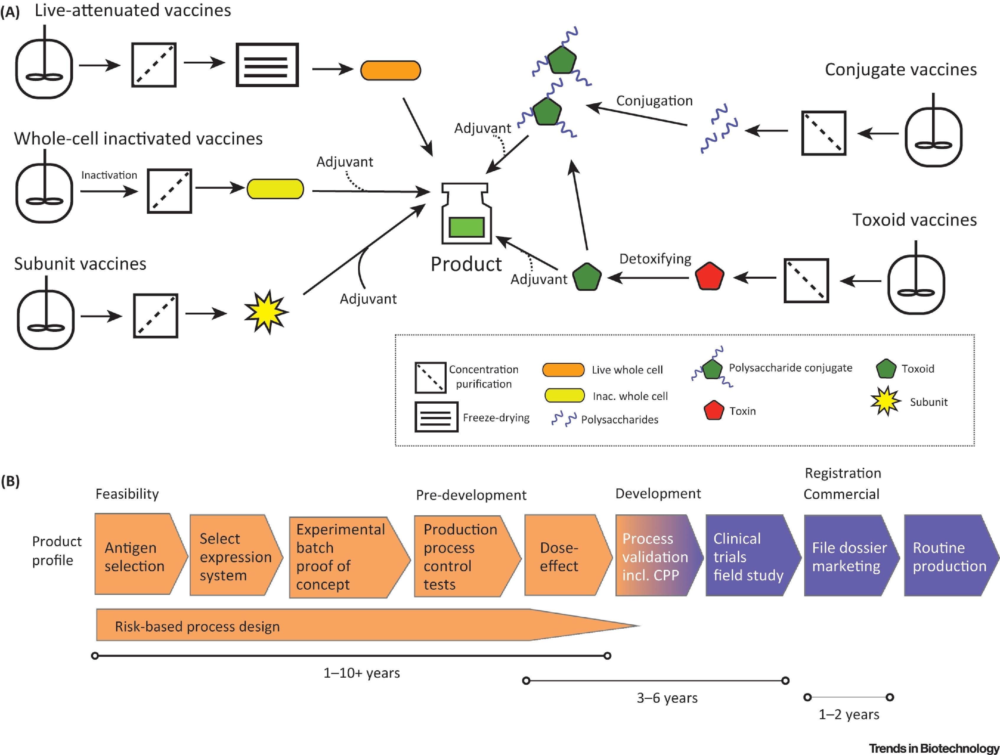 (A) Live-attenuated vaccines
Conjugate vaccines
Conjugation
Adjuvant
Whole-cell inactivated vaccines
Adjuvant
Inactivation
Toxoid vaccines
Detoxifying
Subunit vaccines
Product
Adjuvant
Adjuvant
Concentration
purification
Freeze-drying
Live whole cell
Inac. whole cell
Polysaccharides
Polysaccharide conjugate
Toxin
Toxoid
Subunit
(B)
Feasibility
Pre-development
Development
Registration
Commercial
Product
profile
Antigen
selection
Select
expression
system
Experimental
batch
proof of
concept
Production
process
control
tests
Dose-
effect
Process
validation
incl. CPP
Clinical
trials
field study
File dossier
marketing
Routine
production
Risk-based process design
1–10+ years
3–6 years
1–2 years
Trends in Biotechnology